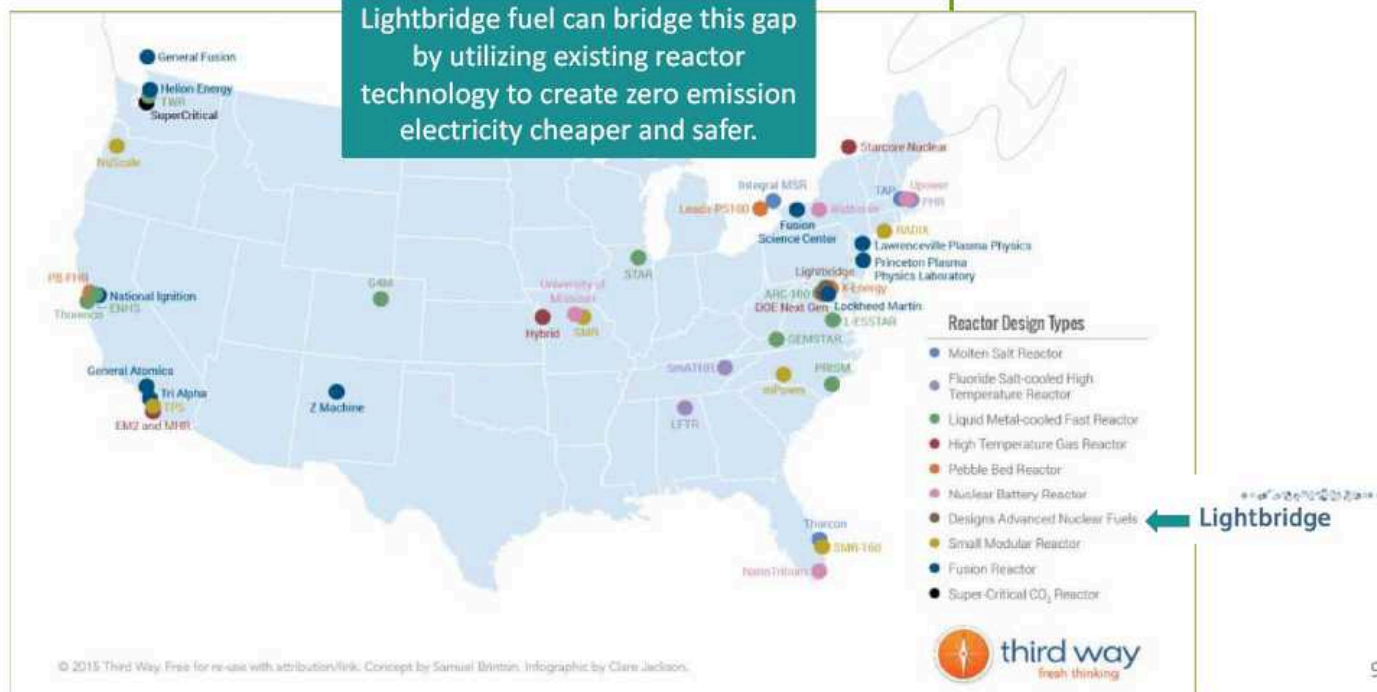 Lightbridge fuel can bridge this gap
by utilizing existing reactor
technology to create zero emission
electricity cheaper and safer.
General Fusion
Helion Energy
TWR
SuperCritical
NuScale
PB-FHR
National Ignition
ENHS
Thorenco
General Atomics
Tri Alpha
TPS
EM2 and MHR
G4M
Z Machine
STAR
University of
Missouri
Hybrid
SMR
Starcore Nuclear
Integral MSR
Leadir PS100
Fusion
Science Center
TAP
Upower
FHR
RADIX
Lawrenceville Plasma Physics
Princeton Plasma
Physics Laboratory
Lightbridge
X-Energy
ARC-100
DOE Next Gen
Lockheed Martin
L-ESSTAR
GEMSTAR
SmAHTR
mPower
PRISM
LFTR
Thorcon
SMR-160
NanoTritium
Reactor Design Types
Molten Salt Reactor
Fluoride Salt-cooled High
Temperature Reactor
Liquid Metal-cooled Fast Reactor
High Temperature Gas Reactor
Pebble Bed Reactor
Nuclear Battery Reactor
Designs Advanced Nuclear Fuels
Small Modular Reactor
Fusion Reactor
Super-Critical CO₂ Reactor
Lightbridge
third way
fresh thinking
© 2015 Third Way. Free for re-use with attribution/link. Concept by Samuel Brinton. Infographic by Clare Jackson.
9